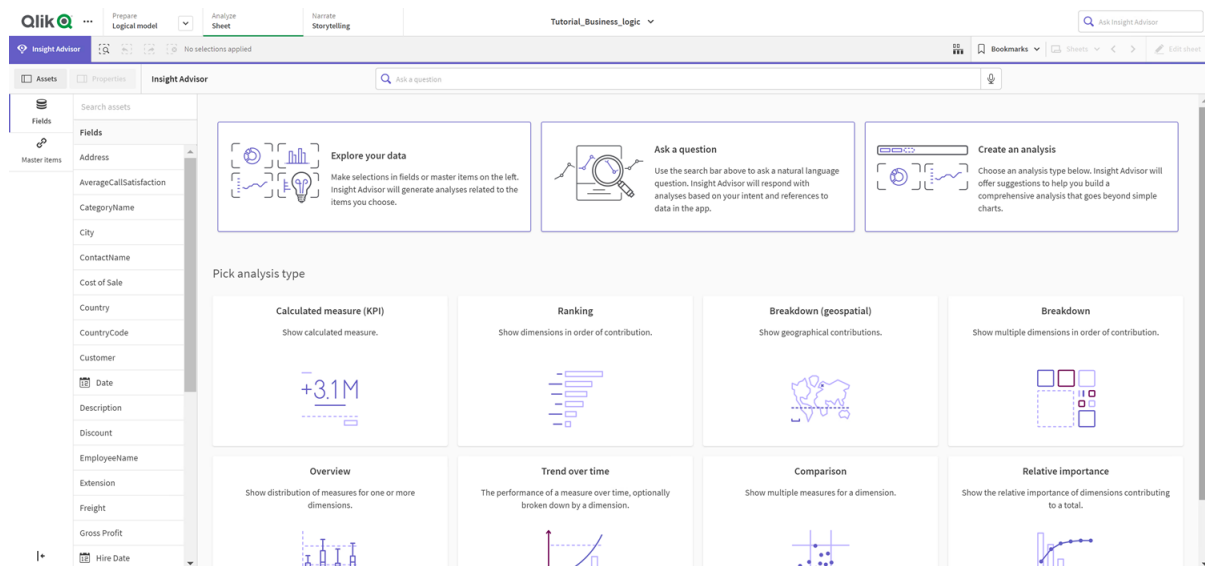 Qlik
Prepare
Logical model
Analyze
Sheet
Narrate
Storytelling
Tutorial_Business_logic
Ask Insight Advisor
Insight Advisor
No selections applied
Bookmarks
Sheets
Edit sheet
Assets
Properties
Insight Advisor
Ask a question
Fields
Master items
Search assets
Fields
Address
AverageCallSatisfaction
CategoryName
City
ContactName
Cost of Sale
Country
CountryCode
Customer
Date
Description
Discount
EmployeeName
Extension
Freight
Gross Profit
Hire Date
Explore your data
Make selections in fields or master items on the left.
Insight Advisor will generate analyses related to the
items you choose.
Ask a question
Use the search bar above to ask a natural language
question. Insight Advisor will respond with
analyses based on your intent and references to
data in the app.
Create an analysis
Choose an analysis type below. Insight Advisor will
offer suggestions to help you build a
comprehensive analysis that goes beyond simple
charts.
Pick analysis type
Calculated measure (KPI)
Show calculated measure.
+3.1M
Ranking
Show dimensions in order of contribution.
Breakdown (geospatial)
Show geographical contributions.
Breakdown
Show multiple dimensions in order of contribution.
Overview
Show distribution of measures for one or more
dimensions.
Trend over time
The performance of a measure over time, optionally
broken down by a dimension.
Comparison
Show multiple measures for a dimension.
Relative importance
Show the relative importance of dimensions contributing
to a total.